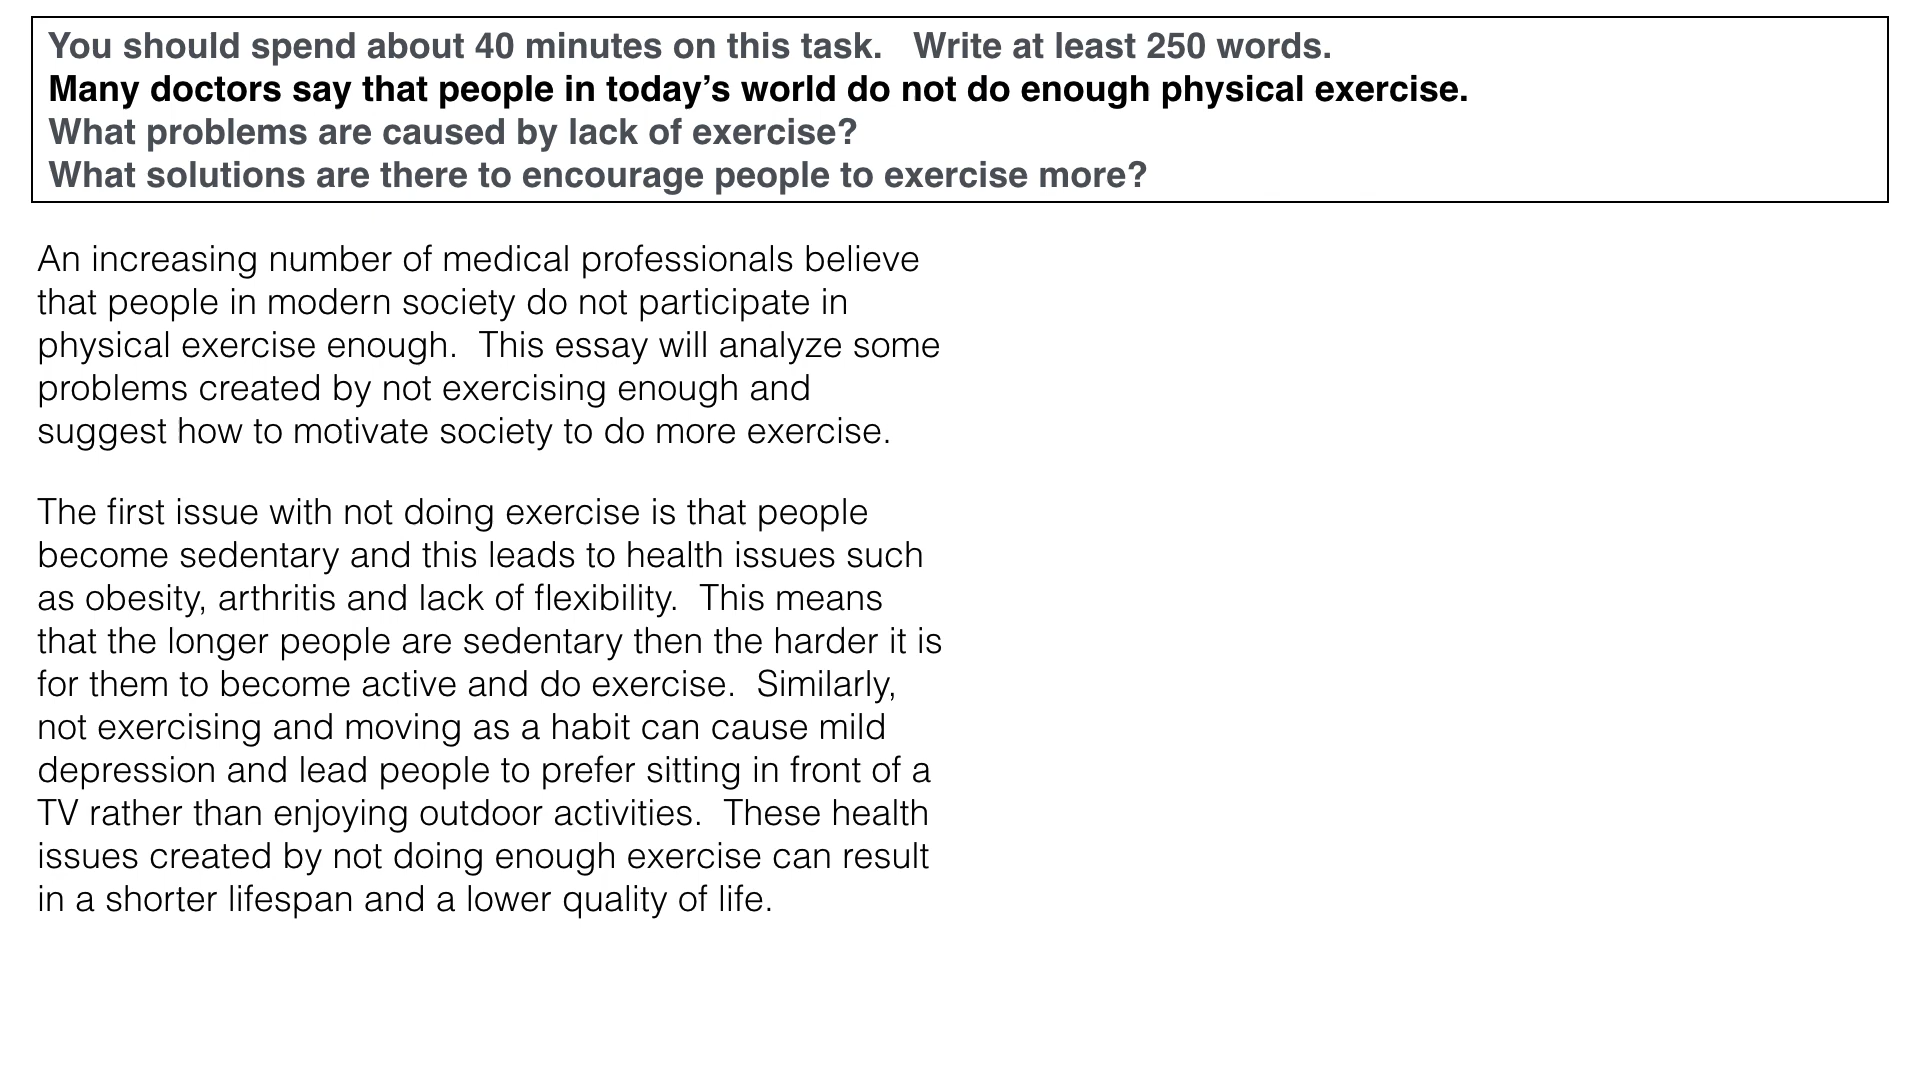 You should spend about 40 minutes on this task.   Write at least 250 words.
Many doctors say that people in today’s world do not do enough physical exercise.
What problems are caused by lack of exercise?
What solutions are there to encourage people to exercise more?
An increasing number of medical professionals believe
that people in modern society do not participate in
physical exercise enough.  This essay will analyze some
problems created by not exercising enough and
suggest how to motivate society to do more exercise.
The first issue with not doing exercise is that people
become sedentary and this leads to health issues such
as obesity, arthritis and lack of flexibility.  This means
that the longer people are sedentary then the harder it is
for them to become active and do exercise.  Similarly,
not exercising and moving as a habit can cause mild
depression and lead people to prefer sitting in front of a
TV rather than enjoying outdoor activities.  These health
issues created by not doing enough exercise can result
in a shorter lifespan and a lower quality of life.